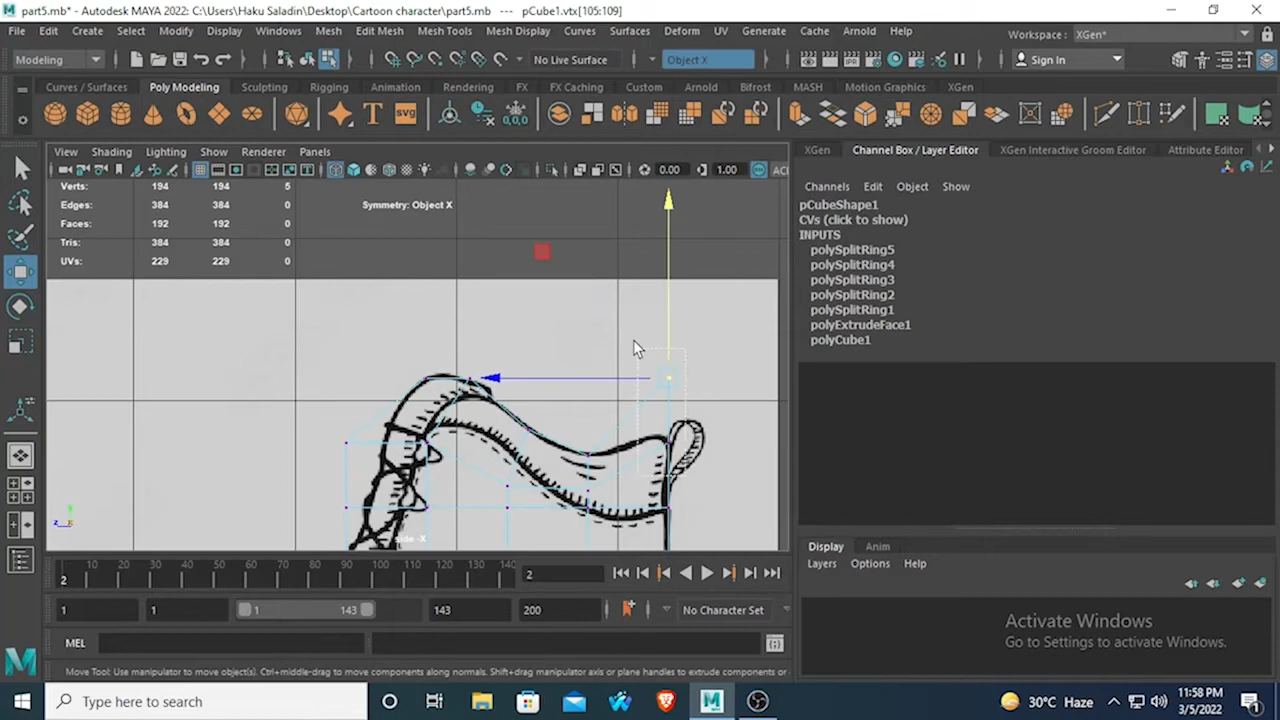 part5.mb* - Autodesk MAYA 2022: C:\Users\Haku Saladin\Desktop\Cartoon character\part5.mb --- pCube1.vtx[105:109]
File Edit Create Select Modify Display Windows Mesh Edit Mesh Mesh Tools Mesh Display Curves Surfaces Deform UV Generate Cache Arnold Help Workspace : XGen*
Modeling No Live Surface Object X Sign In
Curves / Surfaces Poly Modeling Sculpting Rigging Animation Rendering FX FX Caching Custom Arnold Bifrost MASH Motion Graphics XGen
T svg 0,0,0
View Shading Lighting Show Renderer Panels XGen Channel Box / Layer Editor XGen Interactive Groom Editor Attribute Editor
0.00 1.00 ACI
Channels Edit Object Show
Verts: 194 194 5
Edges: 384 384 0
Faces: 192 192 0
Tris: 384 384 0
UVs: 229 229 0
Symmetry: Object X
pCubeShape1
CVs (click to show)
INPUTS
polySplitRing5
polySplitRing4
polySplitRing3
polySplitRing2
polySplitRing1
polyExtrudeFace1
polyCube1
side -X
Display Anim
Layers Options Help
2 10 20 30 40 50 60 70 80 90 100 110 120 130 140 2
1 1 1 143 143 200 No Character Set
MEL
Move Tool: Use manipulator to move object(s). Ctrl+middle-drag to move components along normals. Shift+drag manipulator axis or plane handles to extrude components or
Activate Windows
Go to Settings to activate Windows.
Type here to search
30°C Haze
11:58 PM
3/5/2022
1